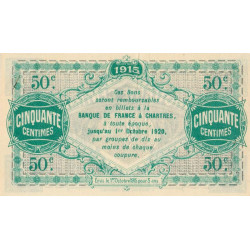 50c. 1915 50c.
Ces Bons
seront remboursables
en billets à la
BANQUE DE FRANCE À CHARTRES,
à toute époque,
jusqu'au 1er Octobre 1920,
par groupes de dix au
moins de chaque
coupure.
CINQUANTE
CENTIMES
CINQUANTE
CENTIMES
50c. 50c.